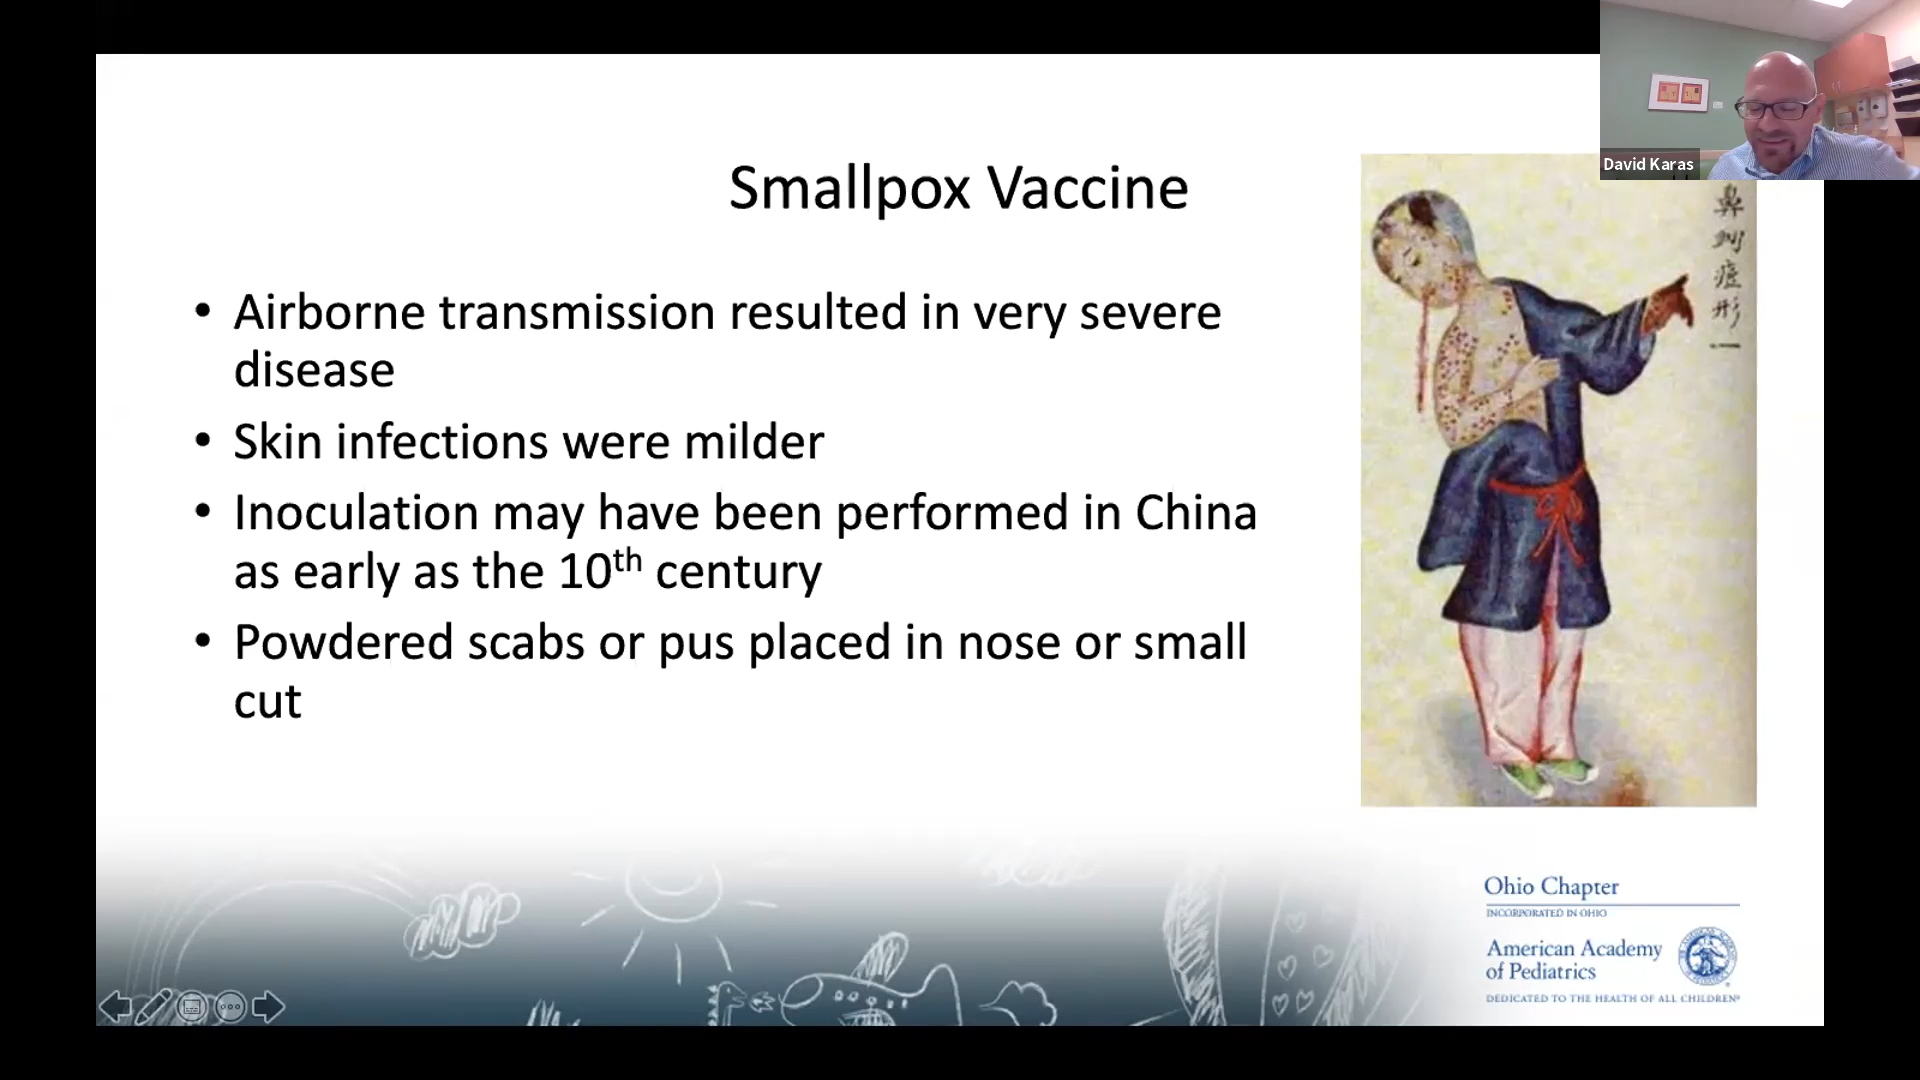 David Karas
Smallpox Vaccine
• Airborne transmission resulted in very severe
disease
• Skin infections were milder
• Inoculation may have been performed in China
as early as the 10th century
• Powdered scabs or pus placed in nose or small
cut
形
一
Ohio Chapter
INCORPORATED IN OHIO
American Academy
of Pediatrics
DEDICATED TO THE HEALTH OF ALL CHILDREN®